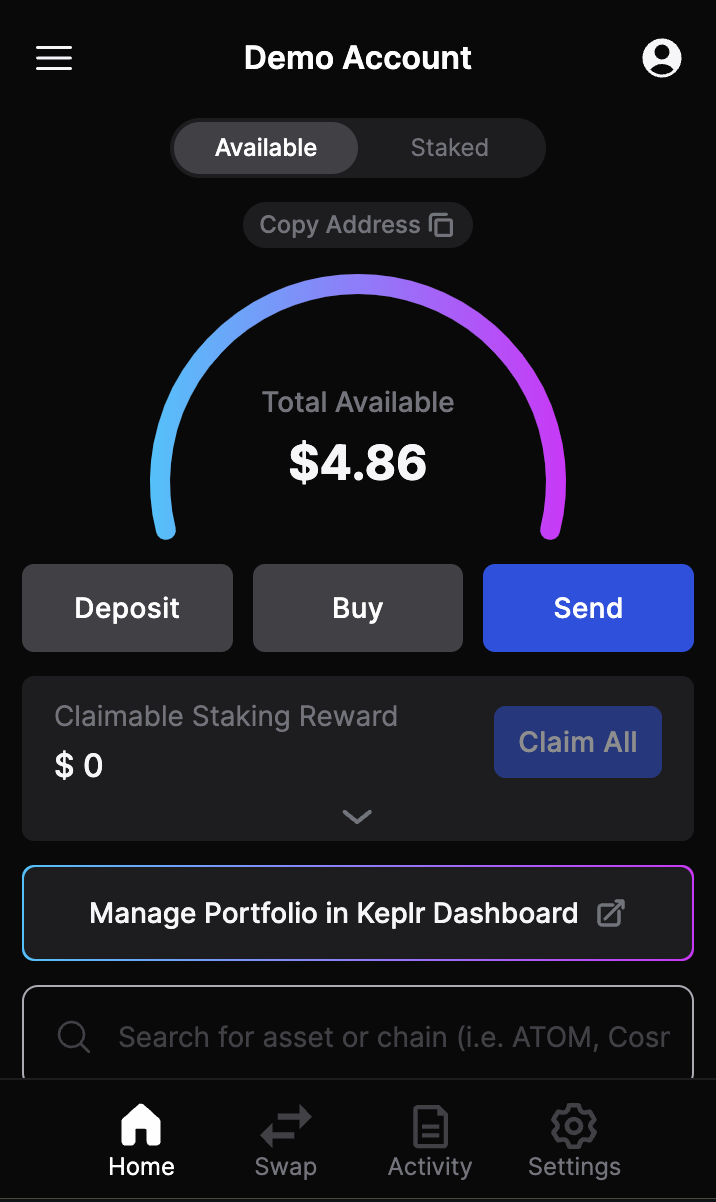 Demo Account
Available Staked
Copy Address
Total Available
$4.86
Deposit Buy Send
Claimable Staking Reward
Claim All
$ 0
Manage Portfolio in Keplr Dashboard
Search for asset or chain (i.e. ATOM, Cosm
Home Swap Activity Settings